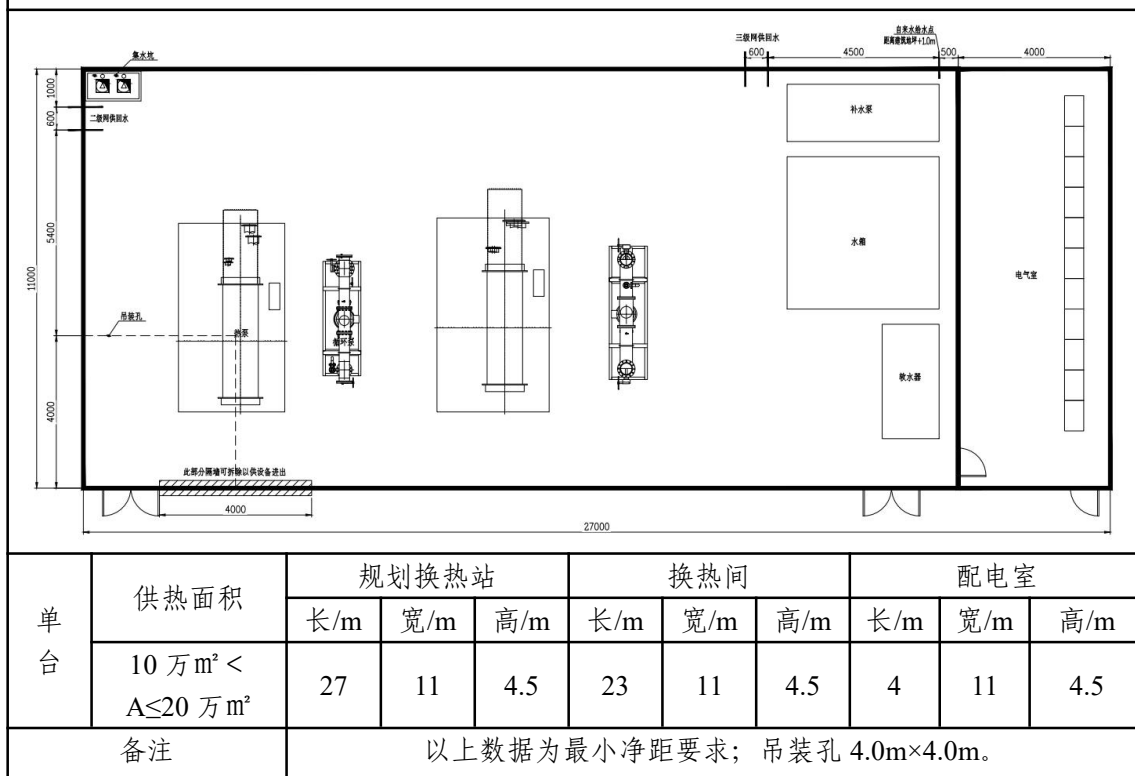 三级网供回水
自来水给水点
距离建筑地坪+1.0m
600
4500
500
4000
集水坑
1000
600
二级网供回水
5400
11000
4000
补水泵
水箱
电气室
软水器
吊装孔
热泵
循环泵
此部分隔墙可拆除以供设备进出
4000
27000
单台
供热面积
规划换热站
换热间
配电室
长/m 宽/m 高/m 长/m 宽/m 高/m 长/m 宽/m 高/m
10 万㎡<
A≤20 万㎡
27 11 4.5 23 11 4.5 4 11 4.5
备注
以上数据为最小净距要求；吊装孔 4.0m×4.0m。